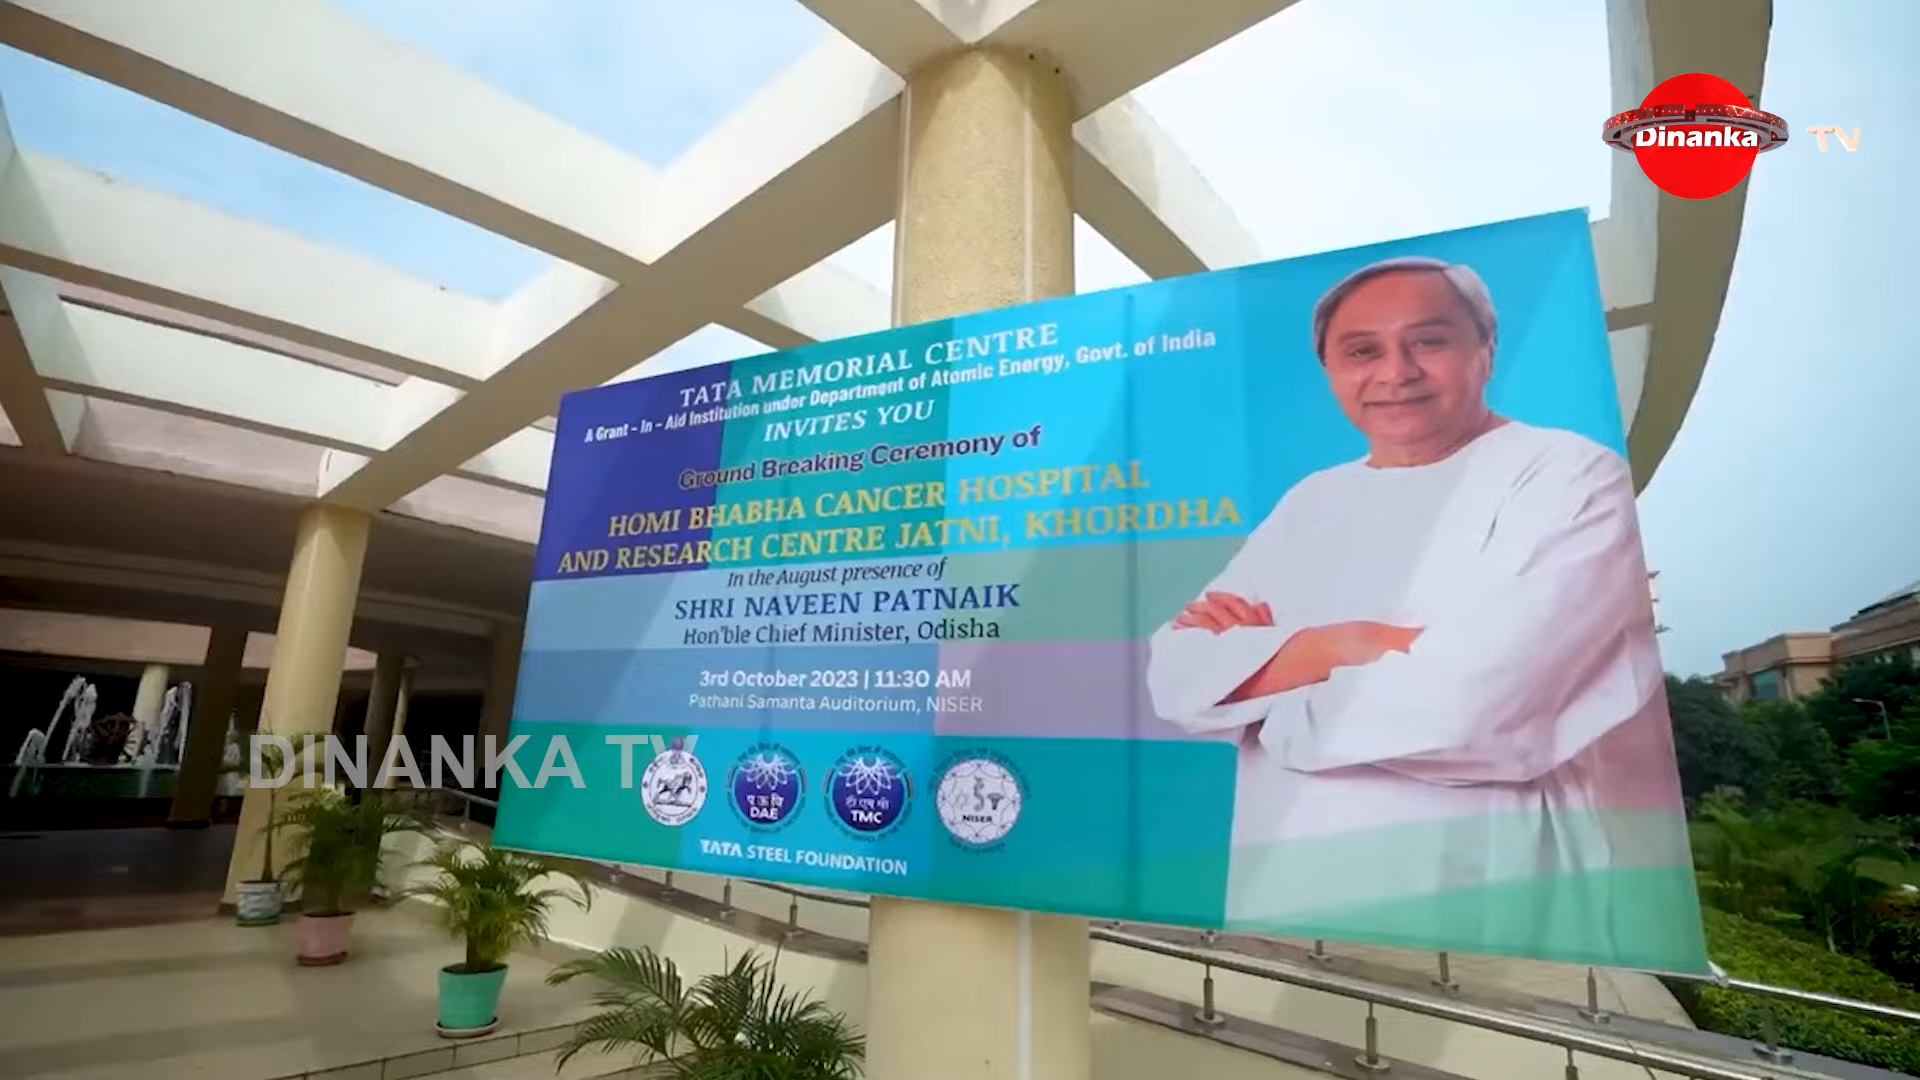 Dinanka TV
TATA MEMORIAL CENTRE
A Grant - In - Aid Institution under Department of Atomic Energy, Govt. of India
INVITES YOU
Ground Breaking Ceremony of
HOMI BHABHA CANCER HOSPITAL
AND RESEARCH CENTRE JATNI, KHORDHA
In the August presence of
SHRI NAVEEN PATNAIK
Hon'ble Chief Minister, Odisha
3rd October 2023 | 11:30 AM
Pathani Samanta Auditorium, NISER
DINANKA TV
प ऊ वि
DAE
टी एम सी
TMC
NISER
TATA STEEL FOUNDATION